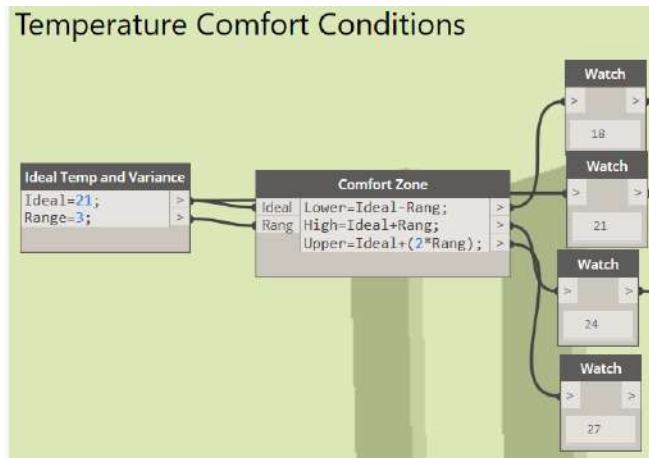 Temperature Comfort Conditions
Watch
> >
18
Ideal Temp and Variance
Ideal=21; >
Range=3; >
Comfort Zone
Ideal Lower=Ideal-Rang; >
Rang High=Ideal+Rang; >
Upper=Ideal+(2*Rang); >
Watch
> >
21
Watch
> >
24
Watch
> >
27